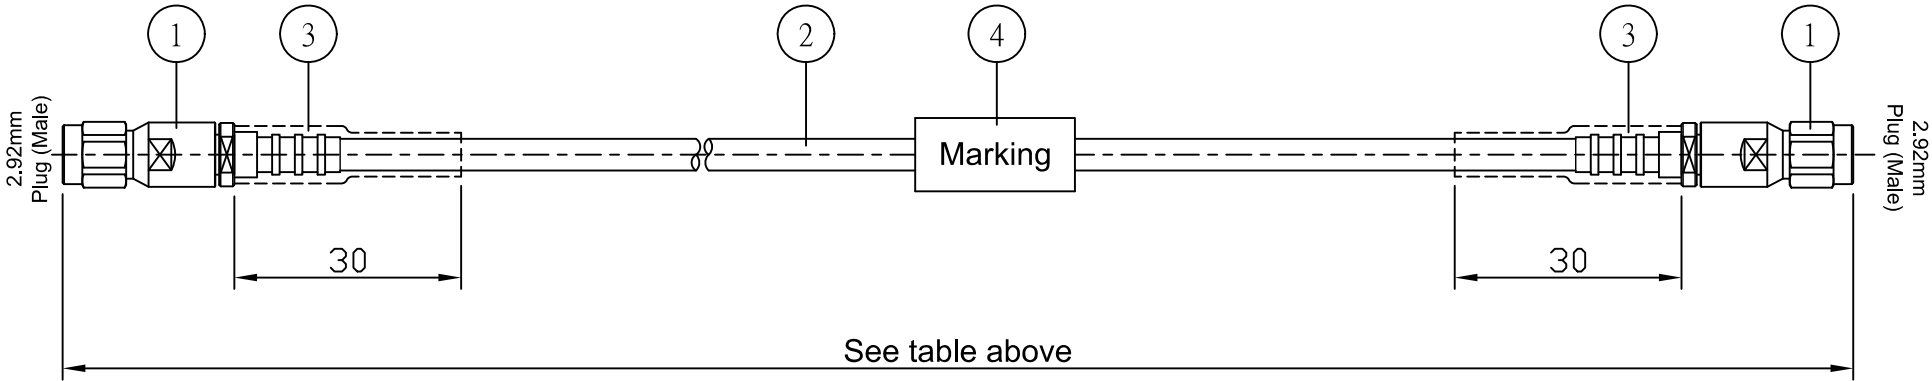 1
3
2
4
3
1
2.92mm
Plug (Male)
Marking
2.92mm
Plug (Male)
30
30
See table above